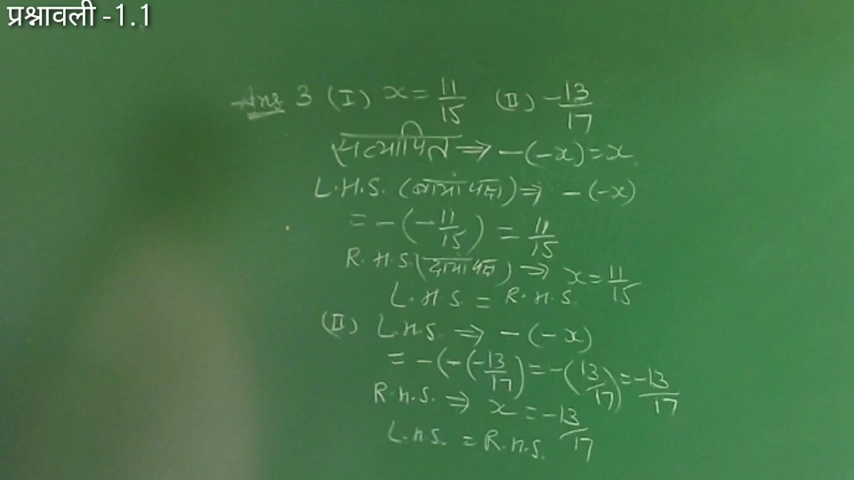 प्रश्नावली -1.1
Ans 3 (I) x = 11/15 (II) -13/17
सत्यापित ⇒ -(-x) = x.
L.H.S. (बायां पक्ष) ⇒ -(-x)
= -(-11/15) = 11/15
R.H.S. (दायां पक्ष) ⇒ x = 11/15
L.H.S = R.H.S.
(II) L.H.S. ⇒ -(-x)
= -(-(-13/17) = -(13/17) = -13/17
R.H.S. ⇒ x = -13/17
L.H.S. = R.H.S.